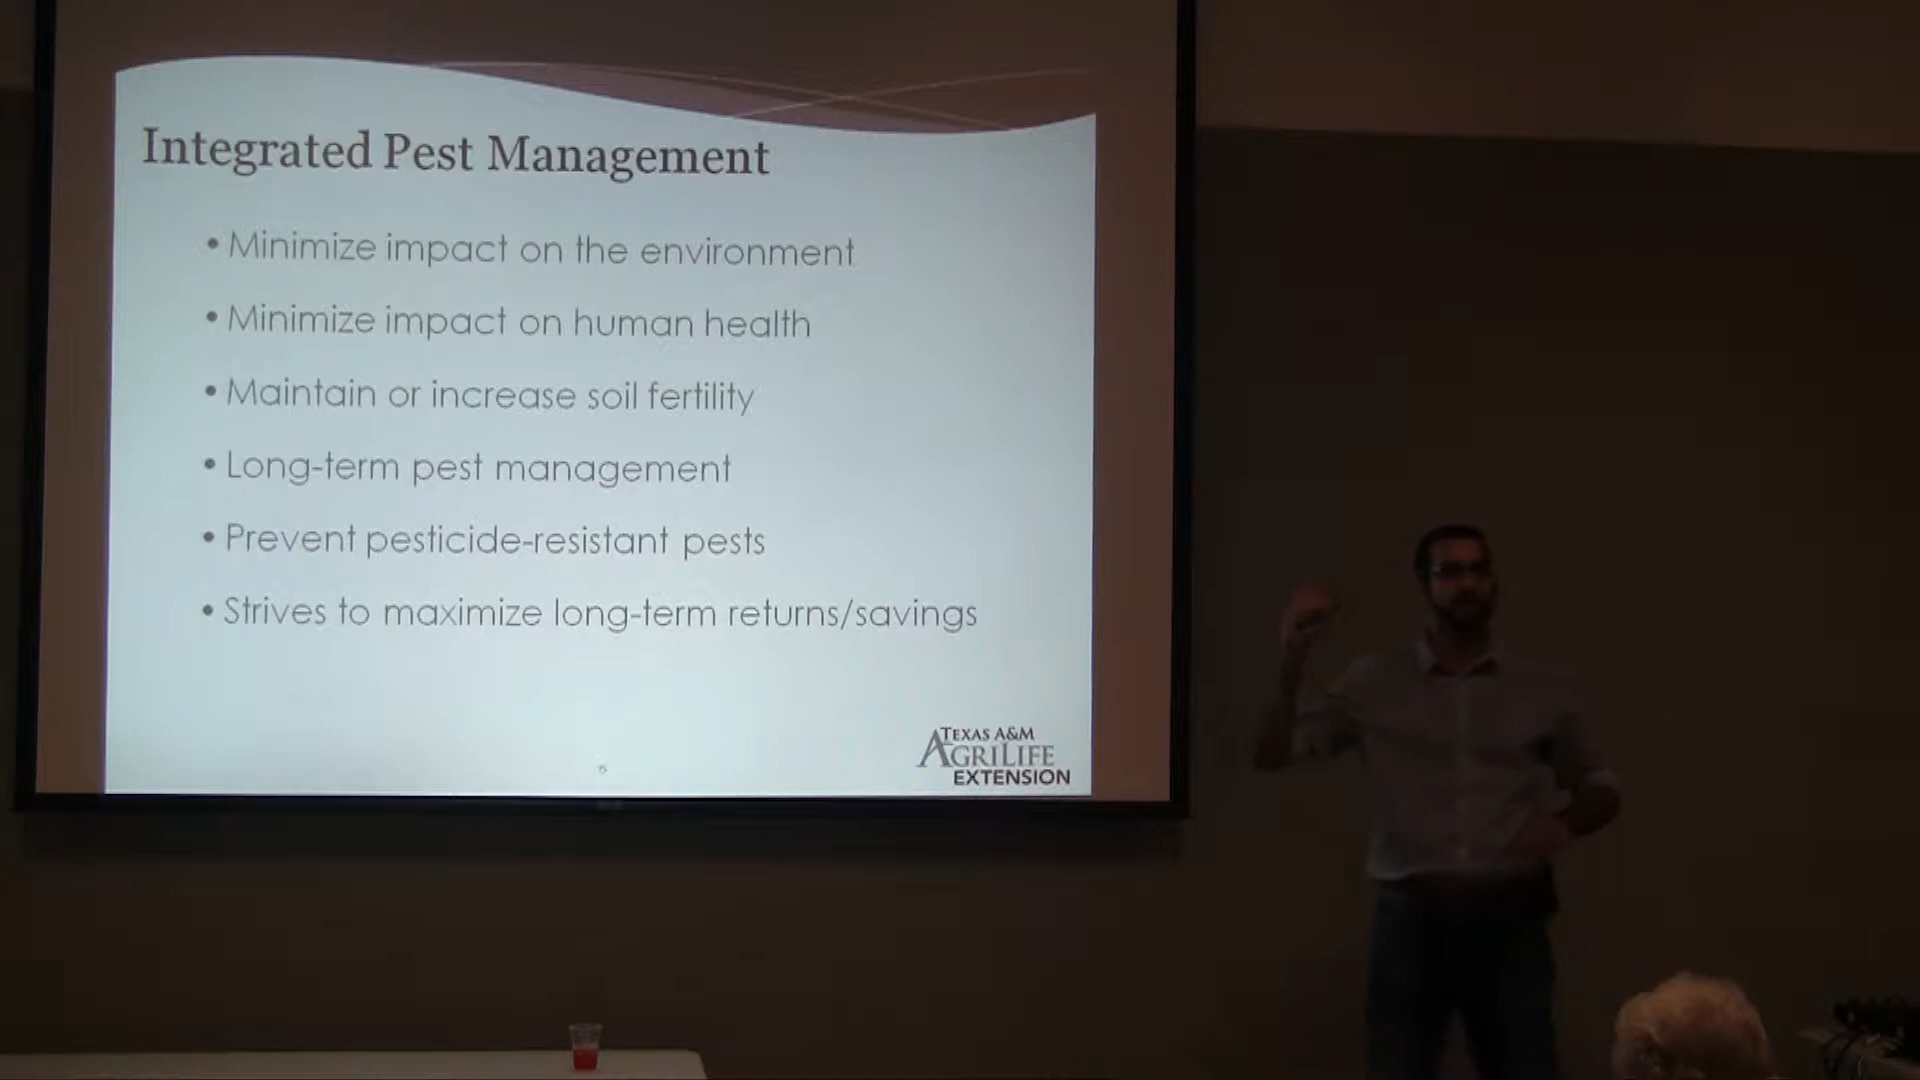 Integrated Pest Management
• Minimize impact on the environment
• Minimize impact on human health
• Maintain or increase soil fertility
• Long-term pest management
• Prevent pesticide-resistant pests
• Strives to maximize long-term returns/savings
TEXAS A&M
AGRILIFE
EXTENSION